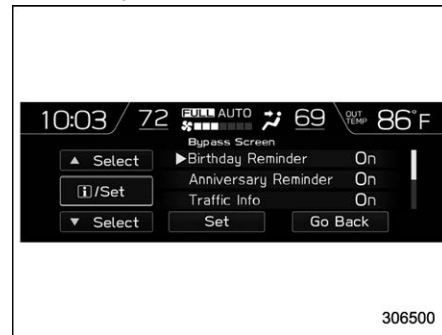 10:03 72 FULL AUTO 69 OUT TEMP 86°F
Bypass Screen
▲ Select ▶Birthday Reminder On
i/Set Anniversary Reminder On
Traffic Info On
▼ Select Set Go Back
306500